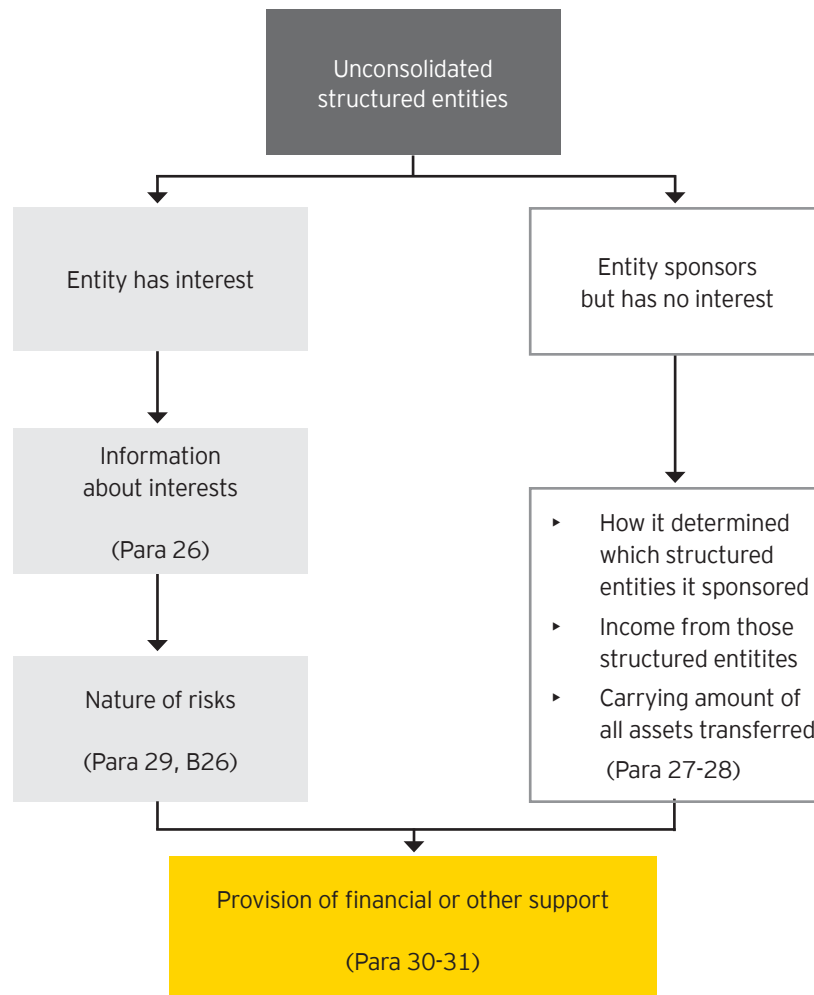 Unconsolidated
structured entities
Entity has interest
Entity sponsors
but has no interest
Information
about interests
(Para 26)
Nature of risks
(Para 29, B26)
▸ How it determined
which structured
entities it sponsored
▸ Income from those
structured entitites
▸ Carrying amount of
all assets transferred
(Para 27-28)
Provision of financial or other support
(Para 30-31)